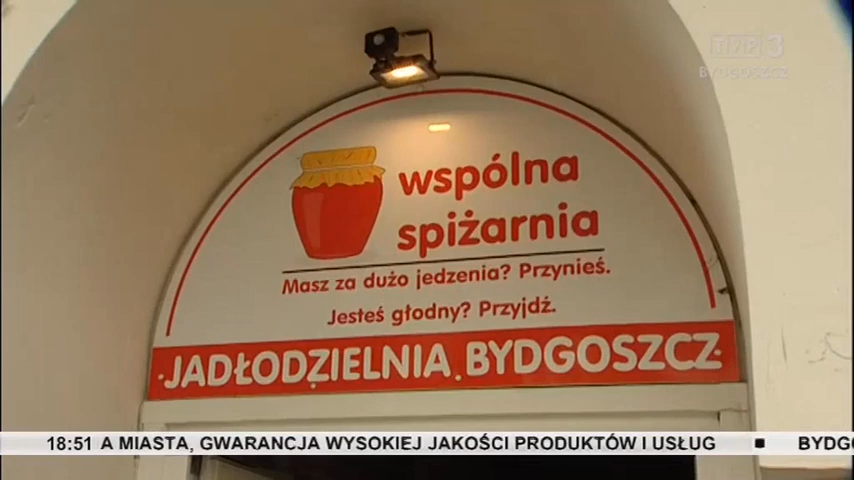 TVP3
BYDGOSZCZ
wspólna
spiżarnia
Masz za dużo jedzenia? Przynieś.
Jesteś głodny? Przyjdź.
·JADŁODZIELNIA BYDGOSZCZ·
18:51 A MIASTA, GWARANCJA WYSOKIEJ JAKOŚCI PRODUKTÓW I USŁUG ■ BYDG